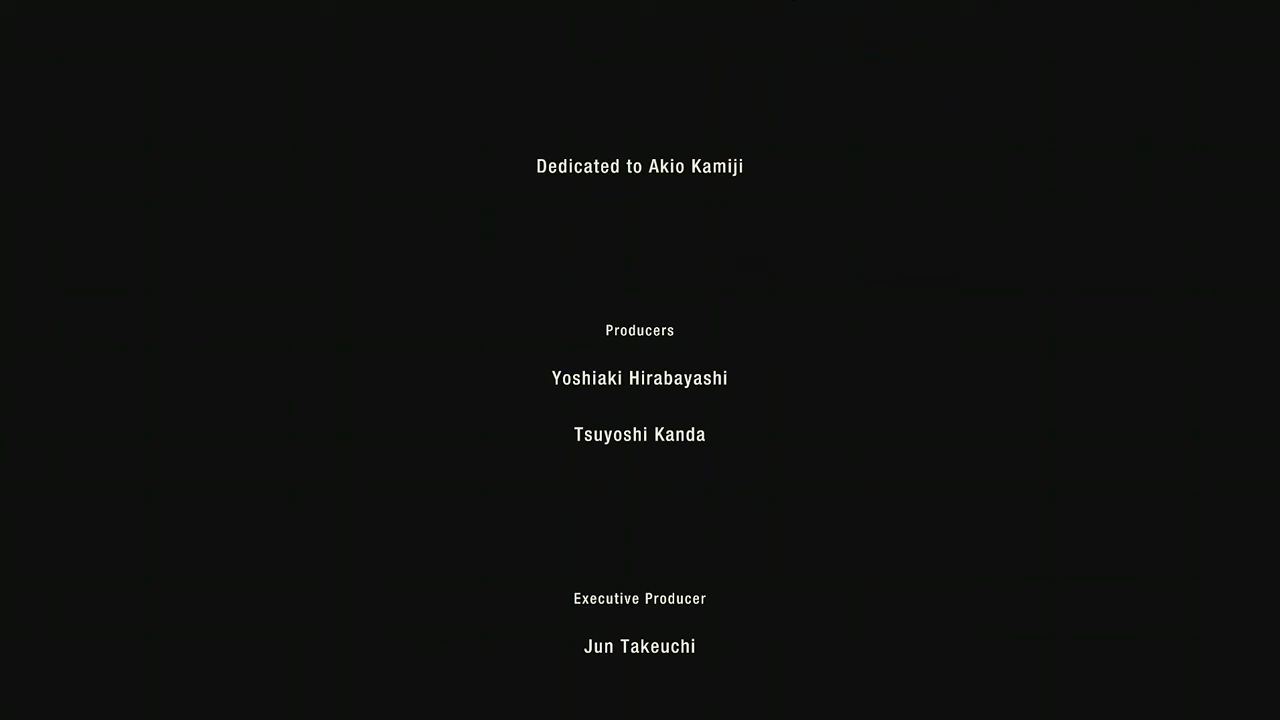 Dedicated to Akio Kamiji
Producers
Yoshiaki Hirabayashi
Tsuyoshi Kanda
Executive Producer
Jun Takeuchi